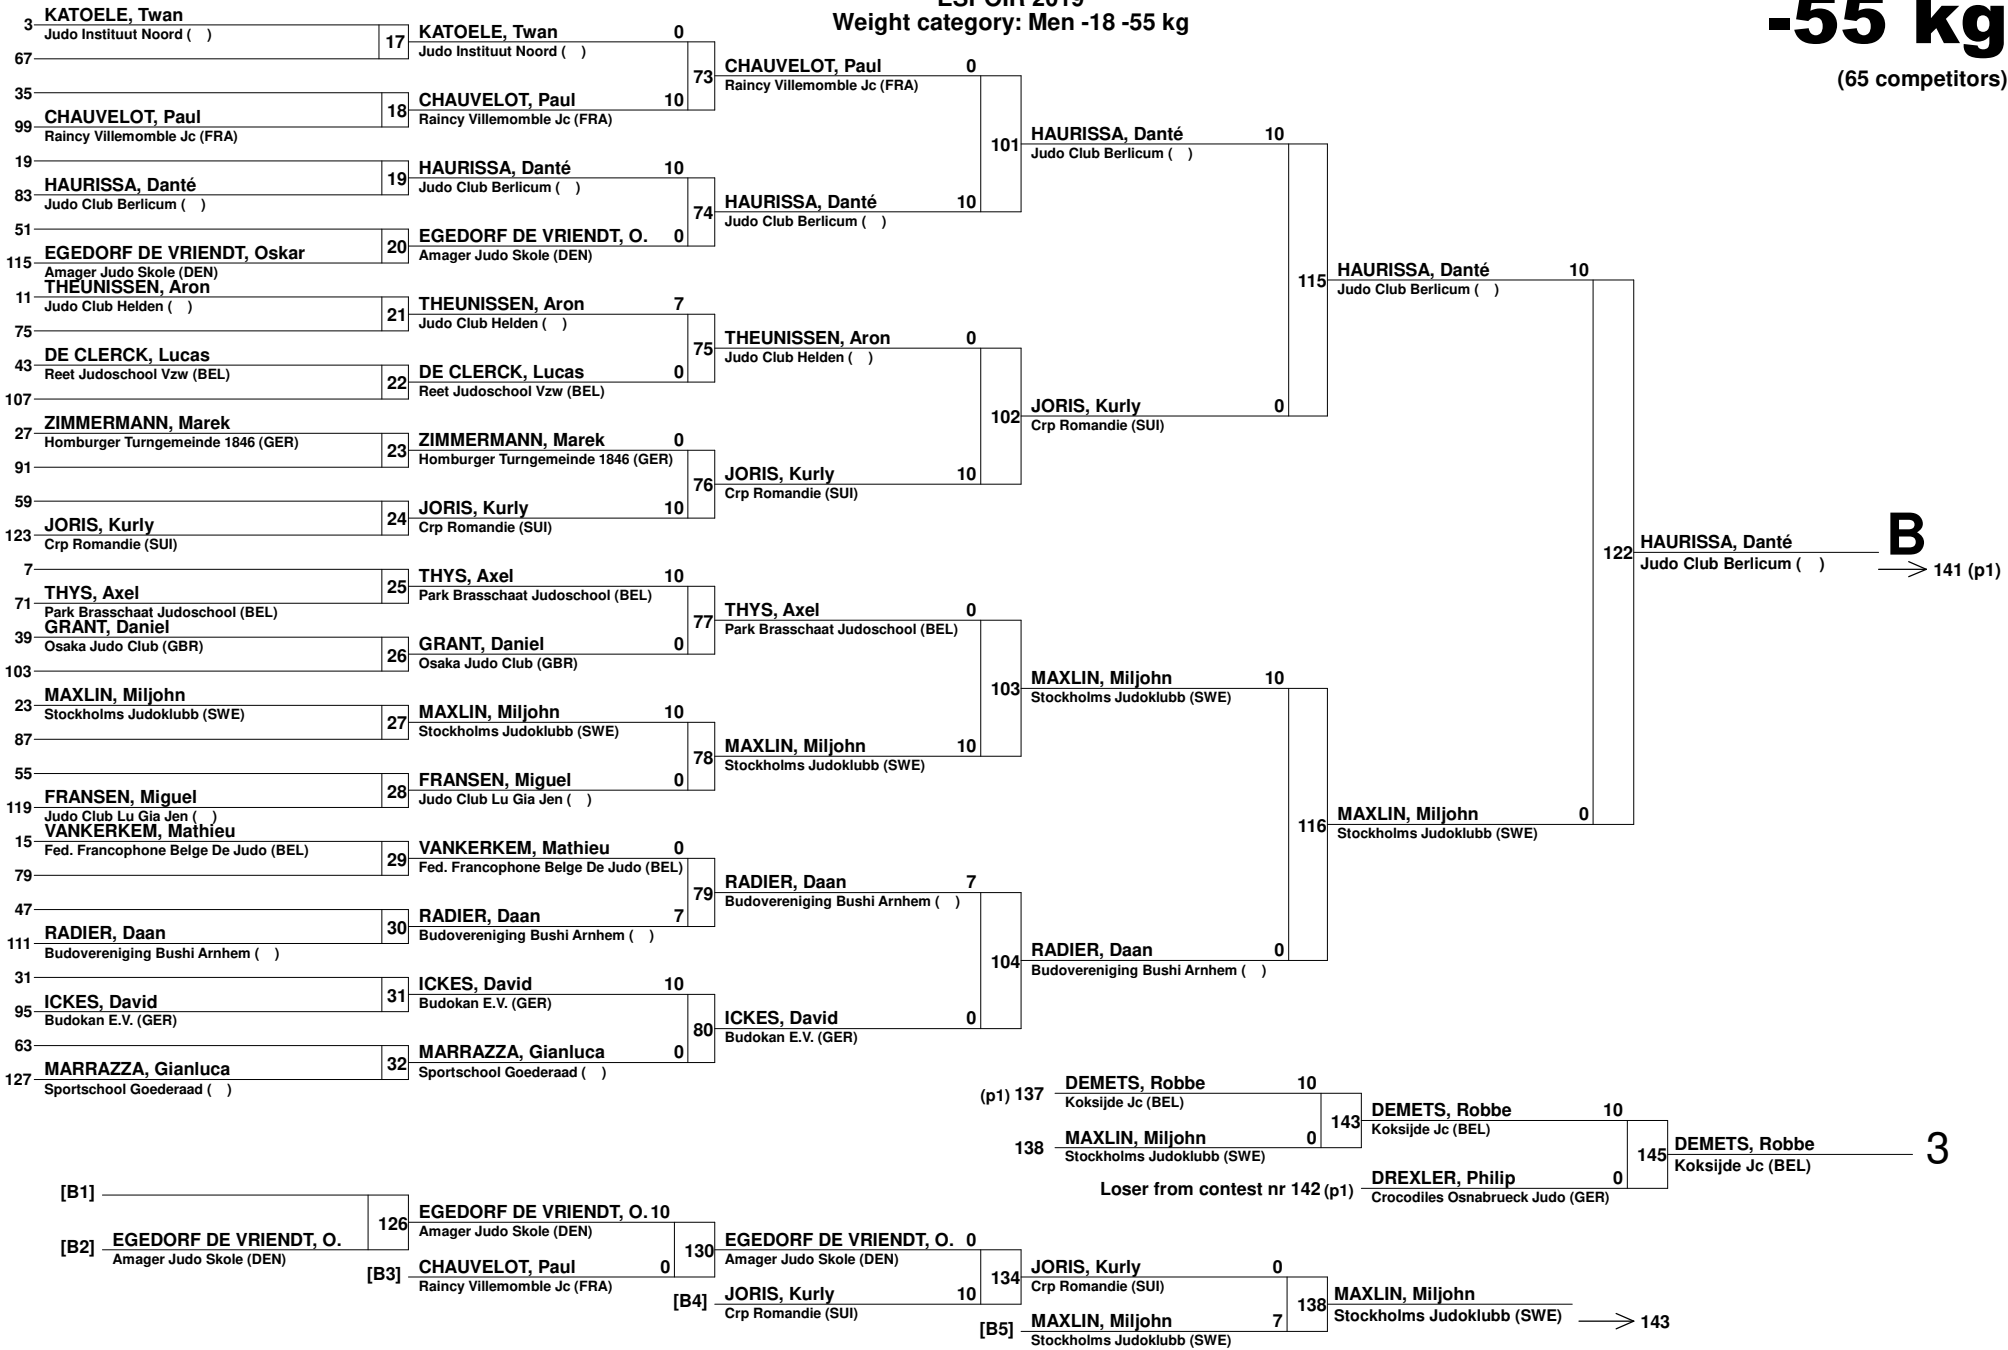 ESPOIR 2019
Weight category: Men -18 -55 kg
-55 kg
(65 competitors)
3 KATOELE, Twan
Judo Instituut Noord ( )
67
17
35
CHAUVELOT, Paul
99
Raincy Villemomble Jc (FRA)
18
19
HAURISSA, Danté
83
Judo Club Berlicum ( )
19
51
EGEDORF DE VRIENDT, Oskar
115
Amager Judo Skole (DEN)
20
THEUNISSEN, Aron
11
Judo Club Helden ( )
75
21
DE CLERCK, Lucas
43
Reet Judoschool Vzw (BEL)
107
22
ZIMMERMANN, Marek
27
Homburger Turngemeinde 1846 (GER)
91
23
59
JORIS, Kurly
123
Crp Romandie (SUI)
24
7
THYS, Axel
71
Park Brasschaat Judoschool (BEL)
25
GRANT, Daniel
39
Osaka Judo Club (GBR)
103
26
MAXLIN, Miljohn
23
Stockholms Judoklubb (SWE)
87
27
55
FRANSEN, Miguel
119
Judo Club Lu Gia Jen ( )
28
VANKERKEM, Mathieu
15
Fed. Francophone Belge De Judo (BEL)
79
29
47
RADIER, Daan
111
Budovereniging Bushi Arnhem ( )
30
31
ICKES, David
95
Budokan E.V. (GER)
31
63
MARRAZZA, Gianluca
127
Sportschool Goederaad ( )
32
KATOELE, Twan 0
Judo Instituut Noord ( )
73
CHAUVELOT, Paul 10
Raincy Villemomble Jc (FRA)
HAURISSA, Danté 10
Judo Club Berlicum ( )
74
EGEDORF DE VRIENDT, O. 0
Amager Judo Skole (DEN)
THEUNISSEN, Aron 7
Judo Club Helden ( )
75
DE CLERCK, Lucas 0
Reet Judoschool Vzw (BEL)
ZIMMERMANN, Marek 0
Homburger Turngemeinde 1846 (GER)
76
JORIS, Kurly 10
Crp Romandie (SUI)
THYS, Axel 10
Park Brasschaat Judoschool (BEL)
77
GRANT, Daniel 0
Osaka Judo Club (GBR)
MAXLIN, Miljohn 10
Stockholms Judoklubb (SWE)
78
FRANSEN, Miguel 0
Judo Club Lu Gia Jen ( )
VANKERKEM, Mathieu 0
Fed. Francophone Belge De Judo (BEL)
79
RADIER, Daan 7
Budovereniging Bushi Arnhem ( )
ICKES, David 10
Budokan E.V. (GER)
80
MARRAZZA, Gianluca 0
Sportschool Goederaad ( )
CHAUVELOT, Paul 0
Raincy Villemomble Jc (FRA)
101
HAURISSA, Danté 10
Judo Club Berlicum ( )
THEUNISSEN, Aron 0
Judo Club Helden ( )
102
JORIS, Kurly 10
Crp Romandie (SUI)
THYS, Axel 0
Park Brasschaat Judoschool (BEL)
103
MAXLIN, Miljohn 10
Stockholms Judoklubb (SWE)
RADIER, Daan 7
Budovereniging Bushi Arnhem ( )
104
ICKES, David 0
Budokan E.V. (GER)
HAURISSA, Danté 10
Judo Club Berlicum ( )
115
JORIS, Kurly 0
Crp Romandie (SUI)
MAXLIN, Miljohn 10
Stockholms Judoklubb (SWE)
116
RADIER, Daan 0
Budovereniging Bushi Arnhem ( )
HAURISSA, Danté 10
Judo Club Berlicum ( )
122
MAXLIN, Miljohn 0
Stockholms Judoklubb (SWE)
HAURISSA, Danté
Judo Club Berlicum ( )
B
141 (p1)
(p1) 137 DEMETS, Robbe 10
Koksijde Jc (BEL)
143
138 MAXLIN, Miljohn 0
Stockholms Judoklubb (SWE)
DEMETS, Robbe 10
Koksijde Jc (BEL)
145
Loser from contest nr 142 (p1) DREXLER, Philip 0
Crocodiles Osnabrueck Judo (GER)
DEMETS, Robbe
Koksijde Jc (BEL)
3
[B1]
126
[B2] EGEDORF DE VRIENDT, O.
Amager Judo Skole (DEN)
EGEDORF DE VRIENDT, O. 10
Amager Judo Skole (DEN)
130
[B3] CHAUVELOT, Paul 0
Raincy Villemomble Jc (FRA)
EGEDORF DE VRIENDT, O. 0
Amager Judo Skole (DEN)
134
[B4] JORIS, Kurly 10
Crp Romandie (SUI)
JORIS, Kurly 0
Crp Romandie (SUI)
138
[B5] MAXLIN, Miljohn 7
Stockholms Judoklubb (SWE)
MAXLIN, Miljohn
Stockholms Judoklubb (SWE)
143